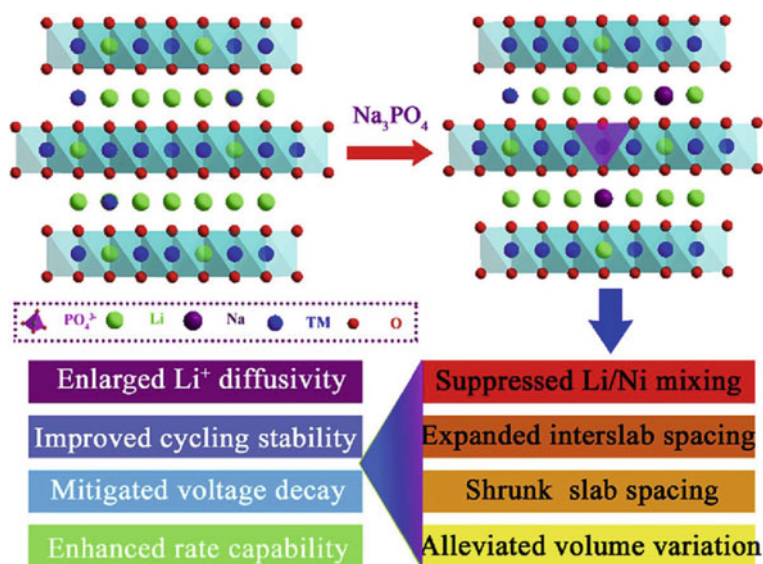 Na₃PO₄
PO₄³⁻ Li Na TM O
Enlarged Li⁺ diffusivity
Improved cycling stability
Mitigated voltage decay
Enhanced rate capability
Suppressed Li/Ni mixing
Expanded interslab spacing
Shrunk slab spacing
Alleviated volume variation